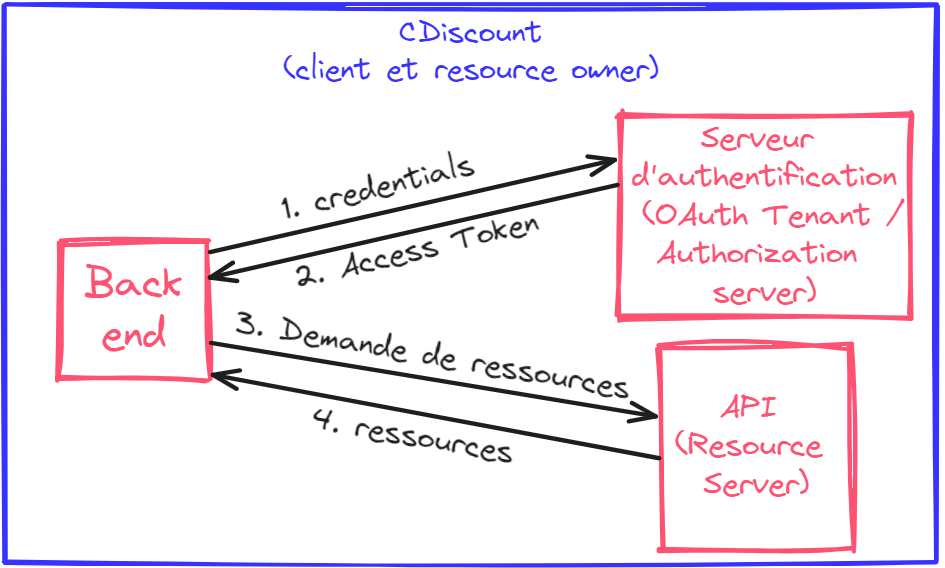 CDiscount
(client et resource owner)
Serveur
d'authentification
(OAuth Tenant /
Authorization
server)
1. credentials
2. Access Token
Back
end
3. Demande de ressources
4. ressources
API
(Resource
Server)